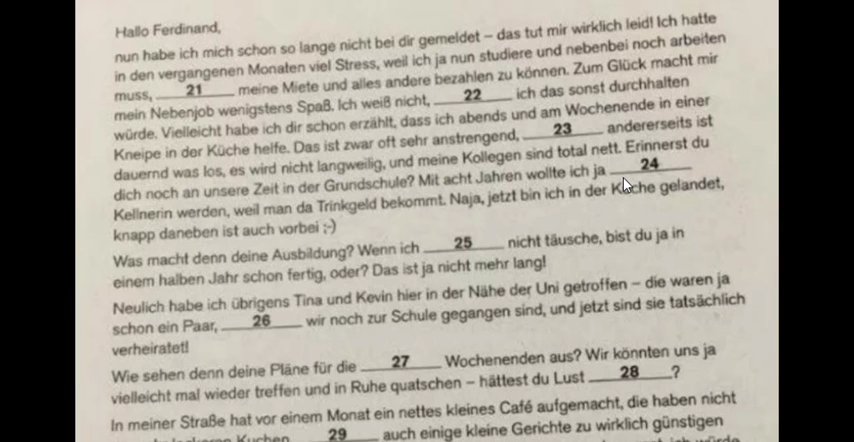 Hallo Ferdinand,
nun habe ich mich schon so lange nicht bei dir gemeldet – das tut mir wirklich leid! Ich hatte
in den vergangenen Monaten viel Stress, weil ich ja nun studiere und nebenbei noch arbeiten
muss, ___21___ meine Miete und alles andere bezahlen zu können. Zum Glück macht mir
mein Nebenjob wenigstens Spaß. Ich weiß nicht, ___22___ ich das sonst durchhalten
würde. Vielleicht habe ich dir schon erzählt, dass ich abends und am Wochenende in einer
Kneipe in der Küche helfe. Das ist zwar oft sehr anstrengend, ___23___ andererseits ist
dauernd was los, es wird nicht langweilig, und meine Kollegen sind total nett. Erinnerst du
dich noch an unsere Zeit in der Grundschule? Mit acht Jahren wollte ich ja ___24___
Kellnerin werden, weil man da Trinkgeld bekommt. Naja, jetzt bin ich in der Küche gelandet,
knapp daneben ist auch vorbei ;-)
Was macht denn deine Ausbildung? Wenn ich ___25___ nicht täusche, bist du ja in
einem halben Jahr schon fertig, oder? Das ist ja nicht mehr lang!
Neulich habe ich übrigens Tina und Kevin hier in der Nähe der Uni getroffen – die waren ja
schon ein Paar, ___26___ wir noch zur Schule gegangen sind, und jetzt sind sie tatsächlich
verheiratet!
Wie sehen denn deine Pläne für die ___27___ Wochenenden aus? Wir könnten uns ja
vielleicht mal wieder treffen und in Ruhe quatschen – hättest du Lust ___28___?
In meiner Straße hat vor einem Monat ein nettes kleines Café aufgemacht, die haben nicht
Kuchen ___29___ auch einige kleine Gerichte zu wirklich günstigen